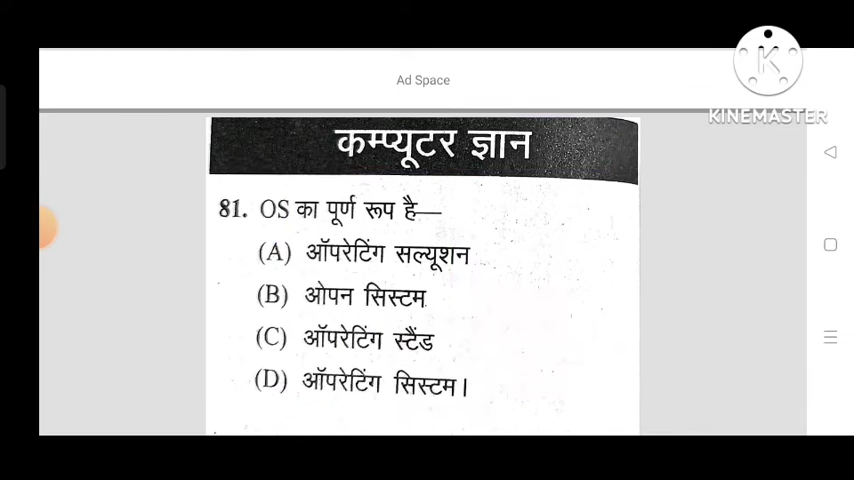 Ad Space
K
KINEMASTER
कम्प्यूटर ज्ञान
81. OS का पूर्ण रूप है—
(A) ऑपरेटिंग सल्यूशन
(B) ओपन सिस्टम
(C) ऑपरेटिंग स्टैंड
(D) ऑपरेटिंग सिस्टम।